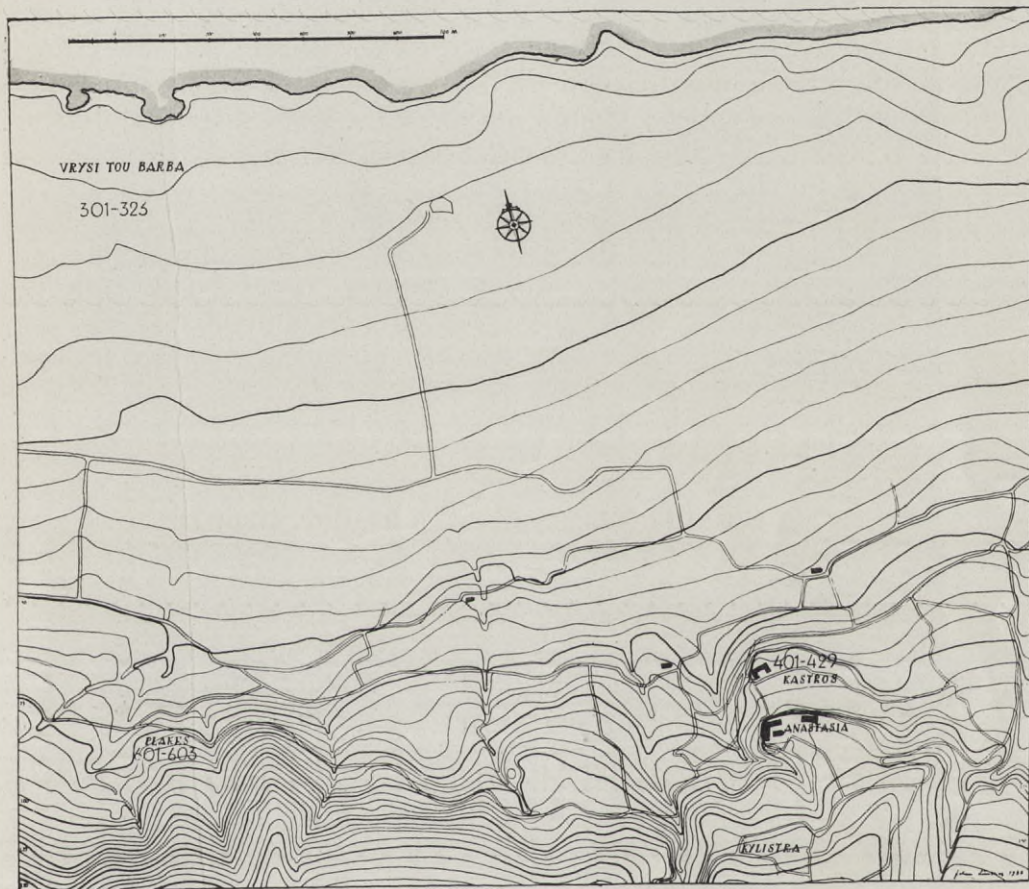 VRYSI TOU BARBA
301-325
401-429
KASTROS
ANASTASIA
PLAKES
601-603
KYLISTRA